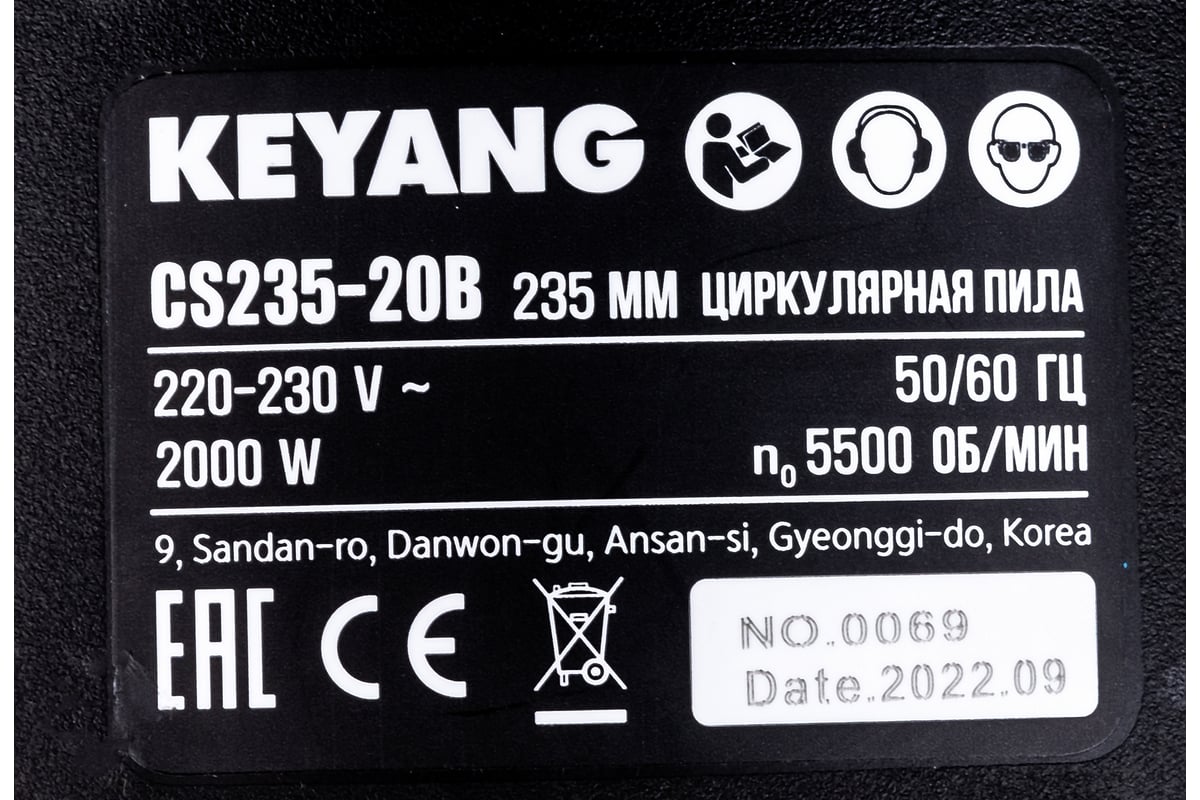 KEYANG
CS235-20B 235 ММ ЦИРКУЛЯРНАЯ ПИЛА
220-230 V ~ 50/60 ГЦ
2000 W n₀ 5500 ОБ/МИН
9, Sandan-ro, Danwon-gu, Ansan-si, Gyeonggi-do, Korea
EAC CE
NO.0069
Date.2022.09